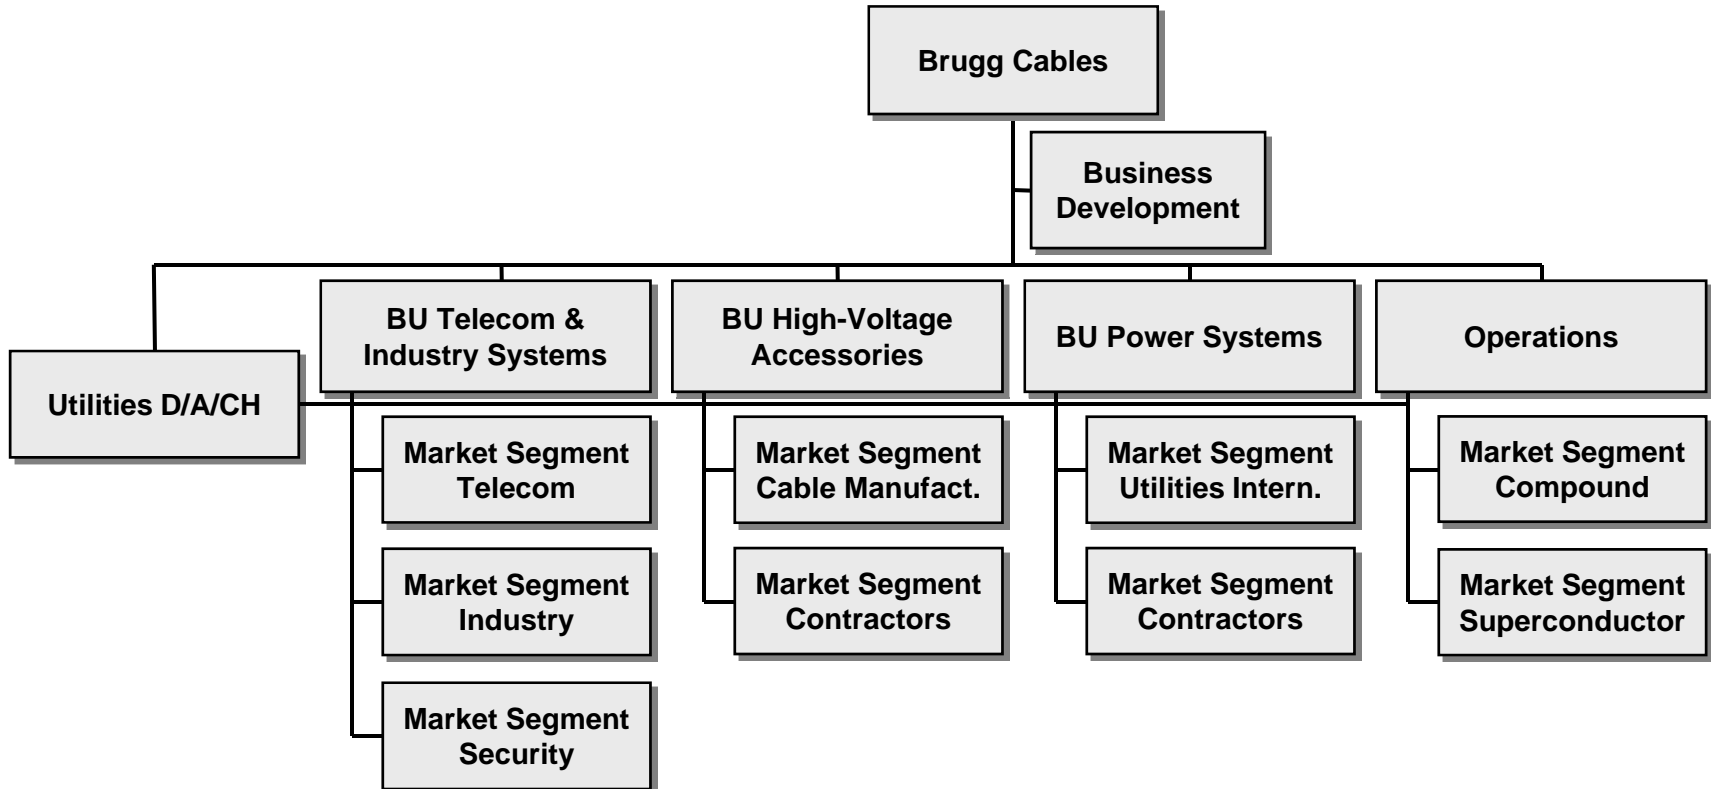 Brugg Cables
Business
Development
BU Telecom &
Industry Systems
BU High-Voltage
Accessories
BU Power Systems
Operations
Utilities D/A/CH
Market Segment
Telecom
Market Segment
Cable Manufact.
Market Segment
Utilities Intern.
Market Segment
Compound
Market Segment
Industry
Market Segment
Contractors
Market Segment
Contractors
Market Segment
Superconductor
Market Segment
Security